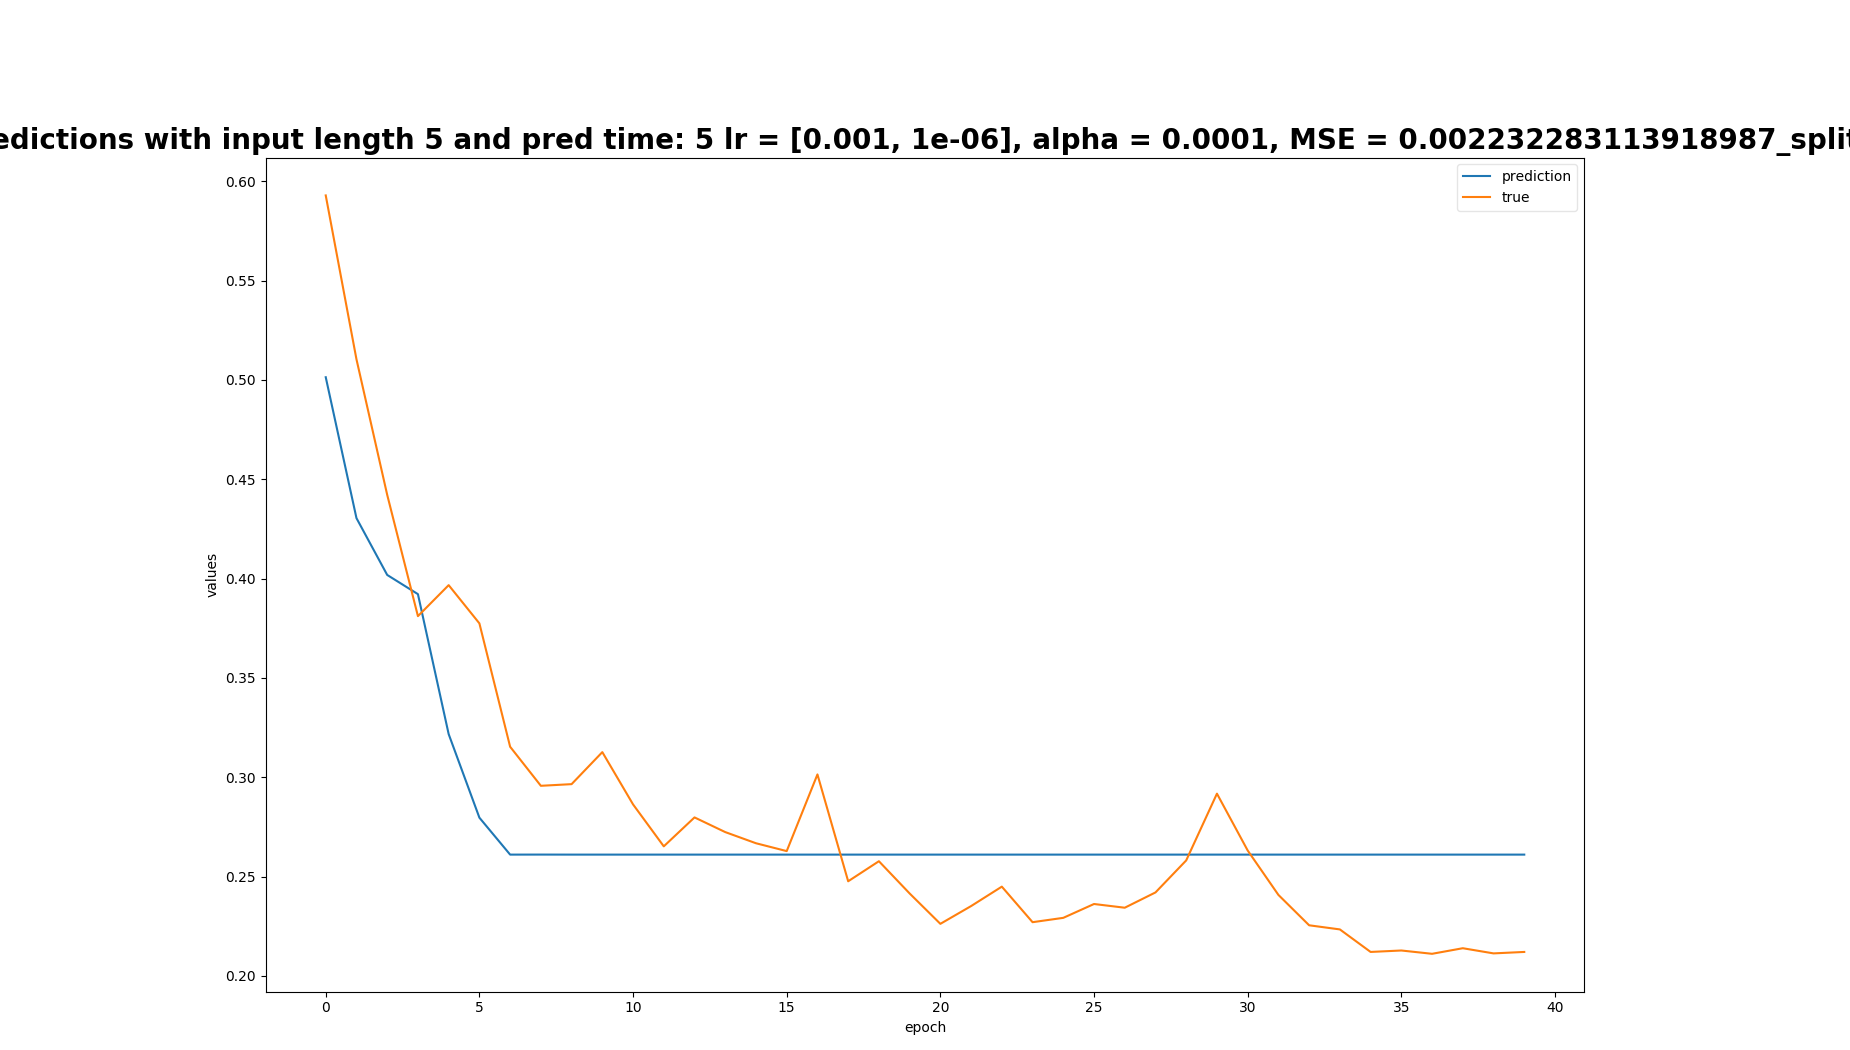 edictions with input length 5 and pred time: 5 lr = [0.001, 1e-06], alpha = 0.0001, MSE = 0.002232283113918987_split
prediction
true
0.60
0.55
0.50
0.45
0.40
0.35
0.30
0.25
0.20
values
0 5 10 15 20 25 30 35 40
epoch